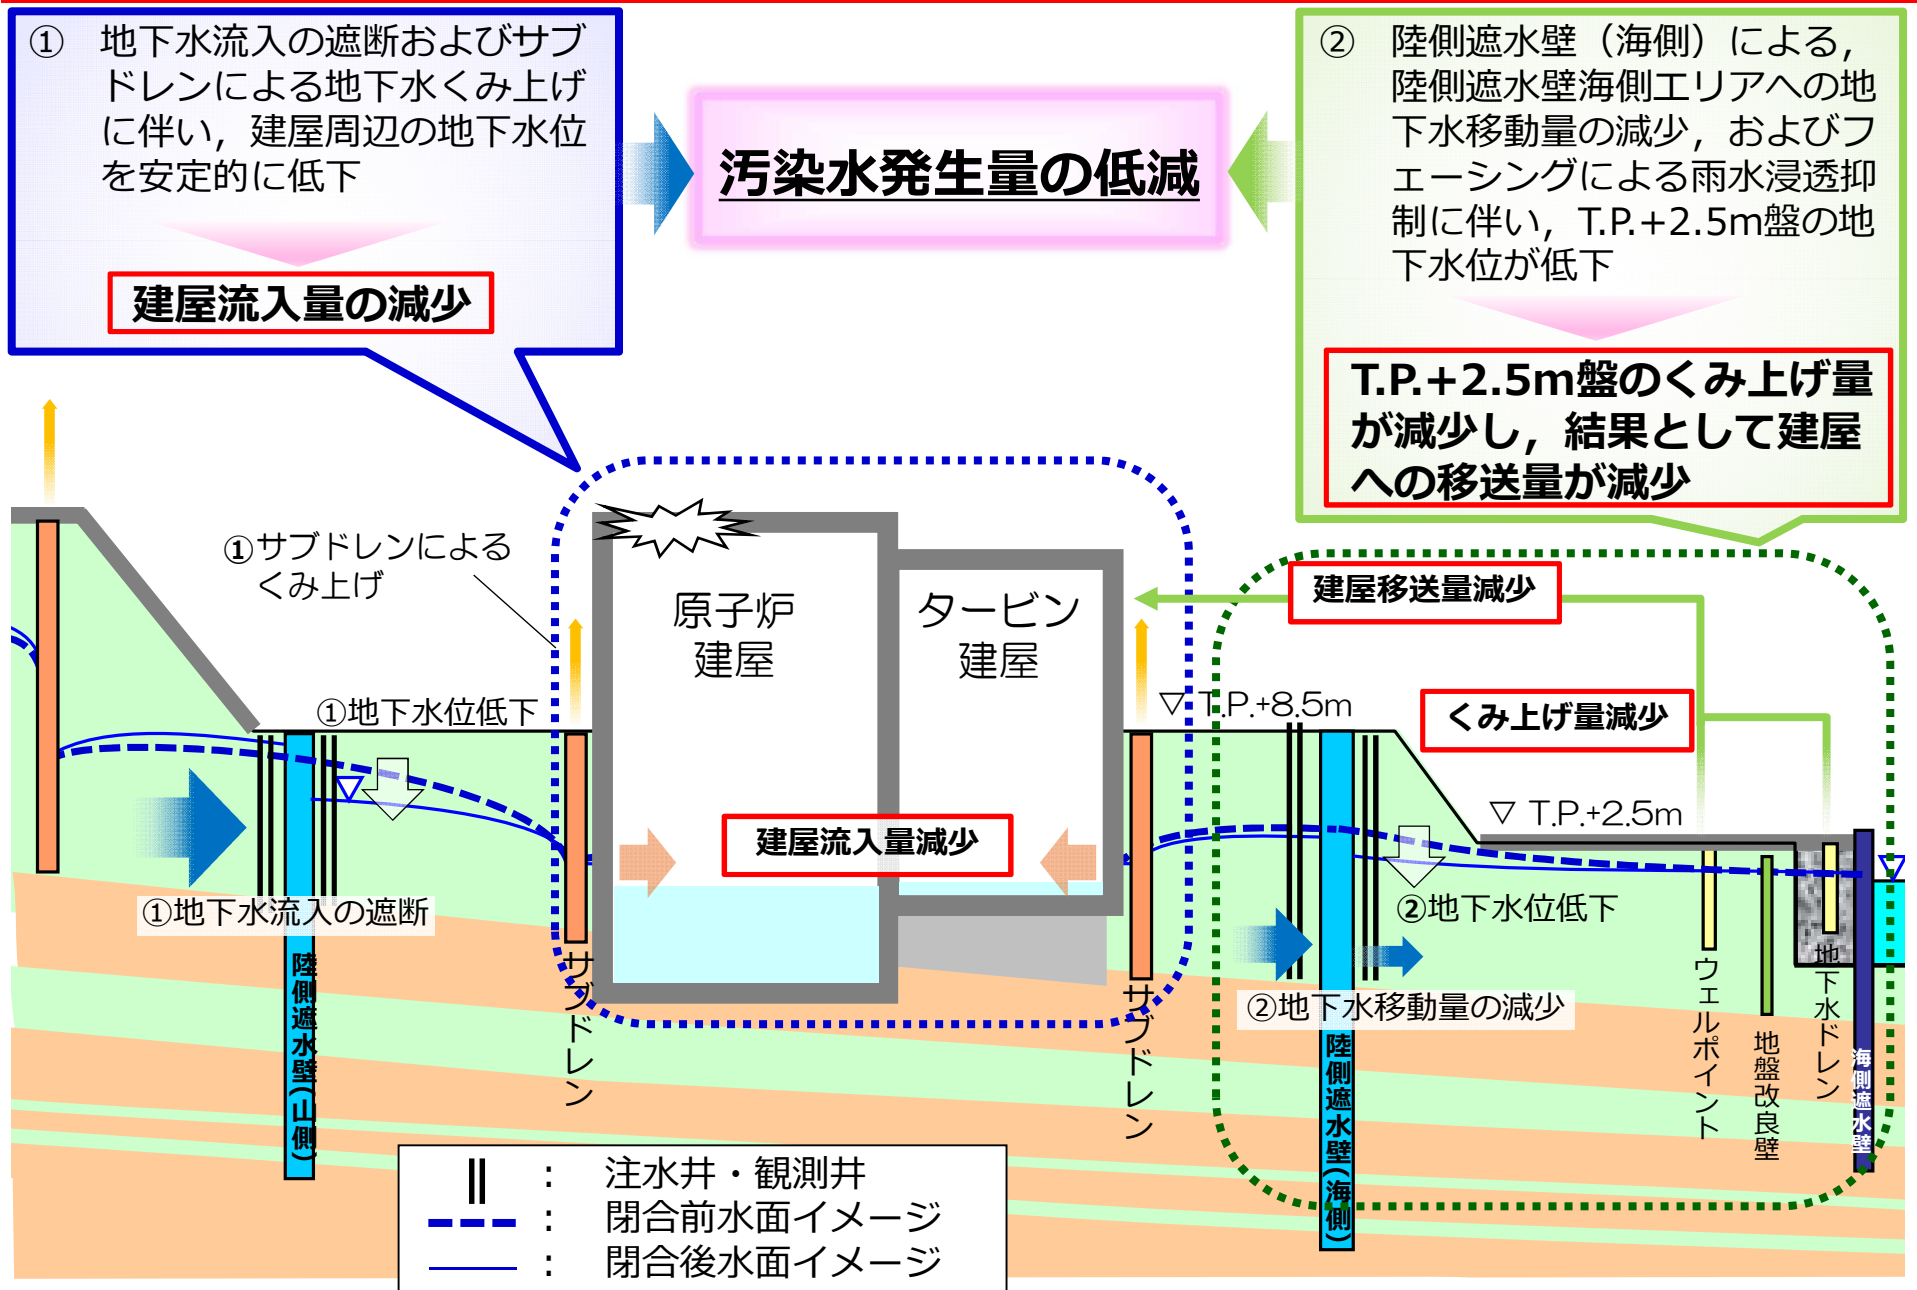 ① 地下水流入の遮断およびサブ
ドレンによる地下水くみ上げ
に伴い，建屋周辺の地下水位
を安定的に低下
建屋流入量の減少
汚染水発生量の低減
② 陸側遮水壁（海側）による，
陸側遮水壁海側エリアへの地
下水移動量の減少，およびフ
ェーシングによる雨水浸透抑
制に伴い，T.P.+2.5m盤の地
下水位が低下
T.P.+2.5m盤のくみ上げ量
が減少し，結果として建屋
への移送量が減少
①サブドレンによる
くみ上げ
原子炉
建屋
タービン
建屋
建屋移送量減少
①地下水位低下
▽ T.P.+8.5m
くみ上げ量減少
▽ T.P.+2.5m
建屋流入量減少
①地下水流入の遮断
②地下水位低下
②地下水移動量の減少
陸側遮水壁(山側)
サブドレン
サブドレン
陸側遮水壁(海側)
ウェルポイント
地盤改良壁
地下水ドレン
海側遮水壁
： 注水井・観測井
： 閉合前水面イメージ
： 閉合後水面イメージ